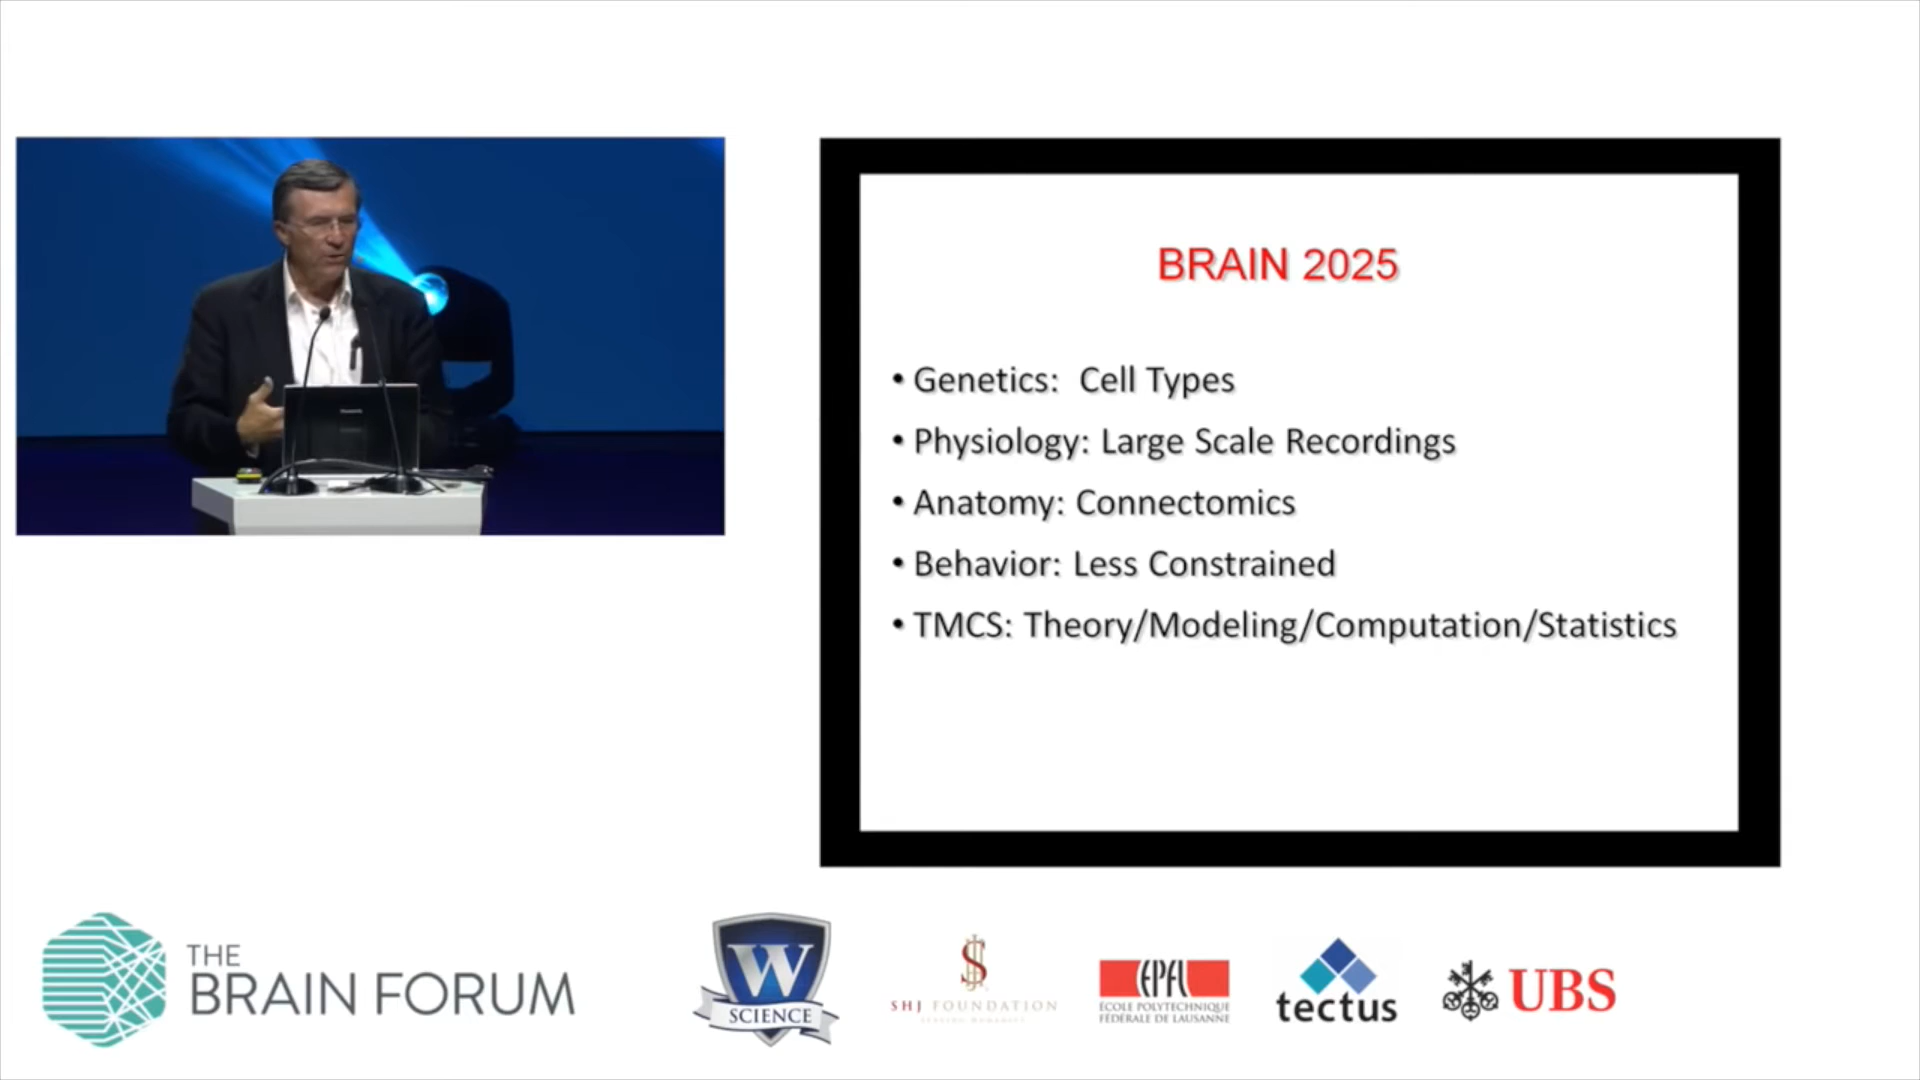 BRAIN 2025
• Genetics:  Cell Types
• Physiology: Large Scale Recordings
• Anatomy: Connectomics
• Behavior: Less Constrained
• TMCS: Theory/Modeling/Computation/Statistics
THE
BRAIN FORUM
W
SCIENCE
SHJ FOUNDATION
EPFL
ÉCOLE POLYTECHNIQUE
FÉDÉRALE DE LAUSANNE
tectus
UBS